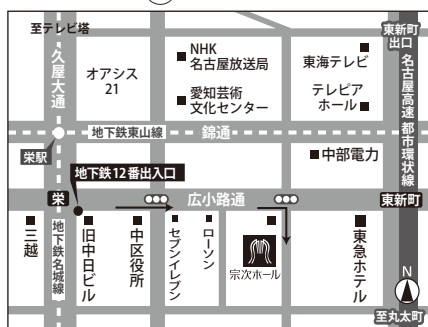 至テレビ塔
東新町
出口
久屋大通
オアシス
21
NHK
名古屋放送局
愛知芸術
文化センター
東海テレビ
テレピア
ホール
名古屋高速 都市環状線
地下鉄東山線
錦通
栄駅
中部電力
地下鉄12番出入口
栄
広小路通
東新町
三越
地下鉄名城線
旧中日ビル
中区役所
セブンイレブン
ローソン
宗次ホール
東急ホテル
N
至丸太町